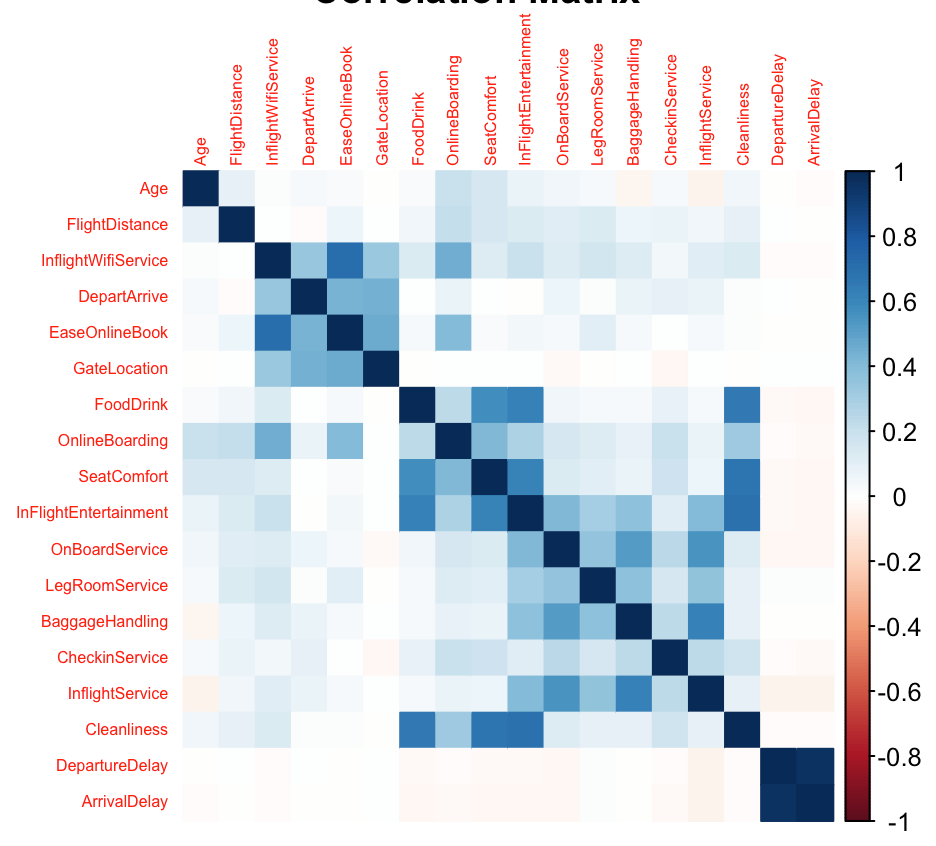 Correlation Matrix
Age
FlightDistance
InflightWifiService
DepartArrive
EaseOnlineBook
GateLocation
FoodDrink
OnlineBoarding
SeatComfort
InFlightEntertainment
OnBoardService
LegRoomService
BaggageHandling
CheckinService
InflightService
Cleanliness
DepartureDelay
ArrivalDelay
Age
FlightDistance
InflightWifiService
DepartArrive
EaseOnlineBook
GateLocation
FoodDrink
OnlineBoarding
SeatComfort
InFlightEntertainment
OnBoardService
LegRoomService
BaggageHandling
CheckinService
InflightService
Cleanliness
DepartureDelay
ArrivalDelay
1
0.8
0.6
0.4
0.2
0
-0.2
-0.4
-0.6
-0.8
-1